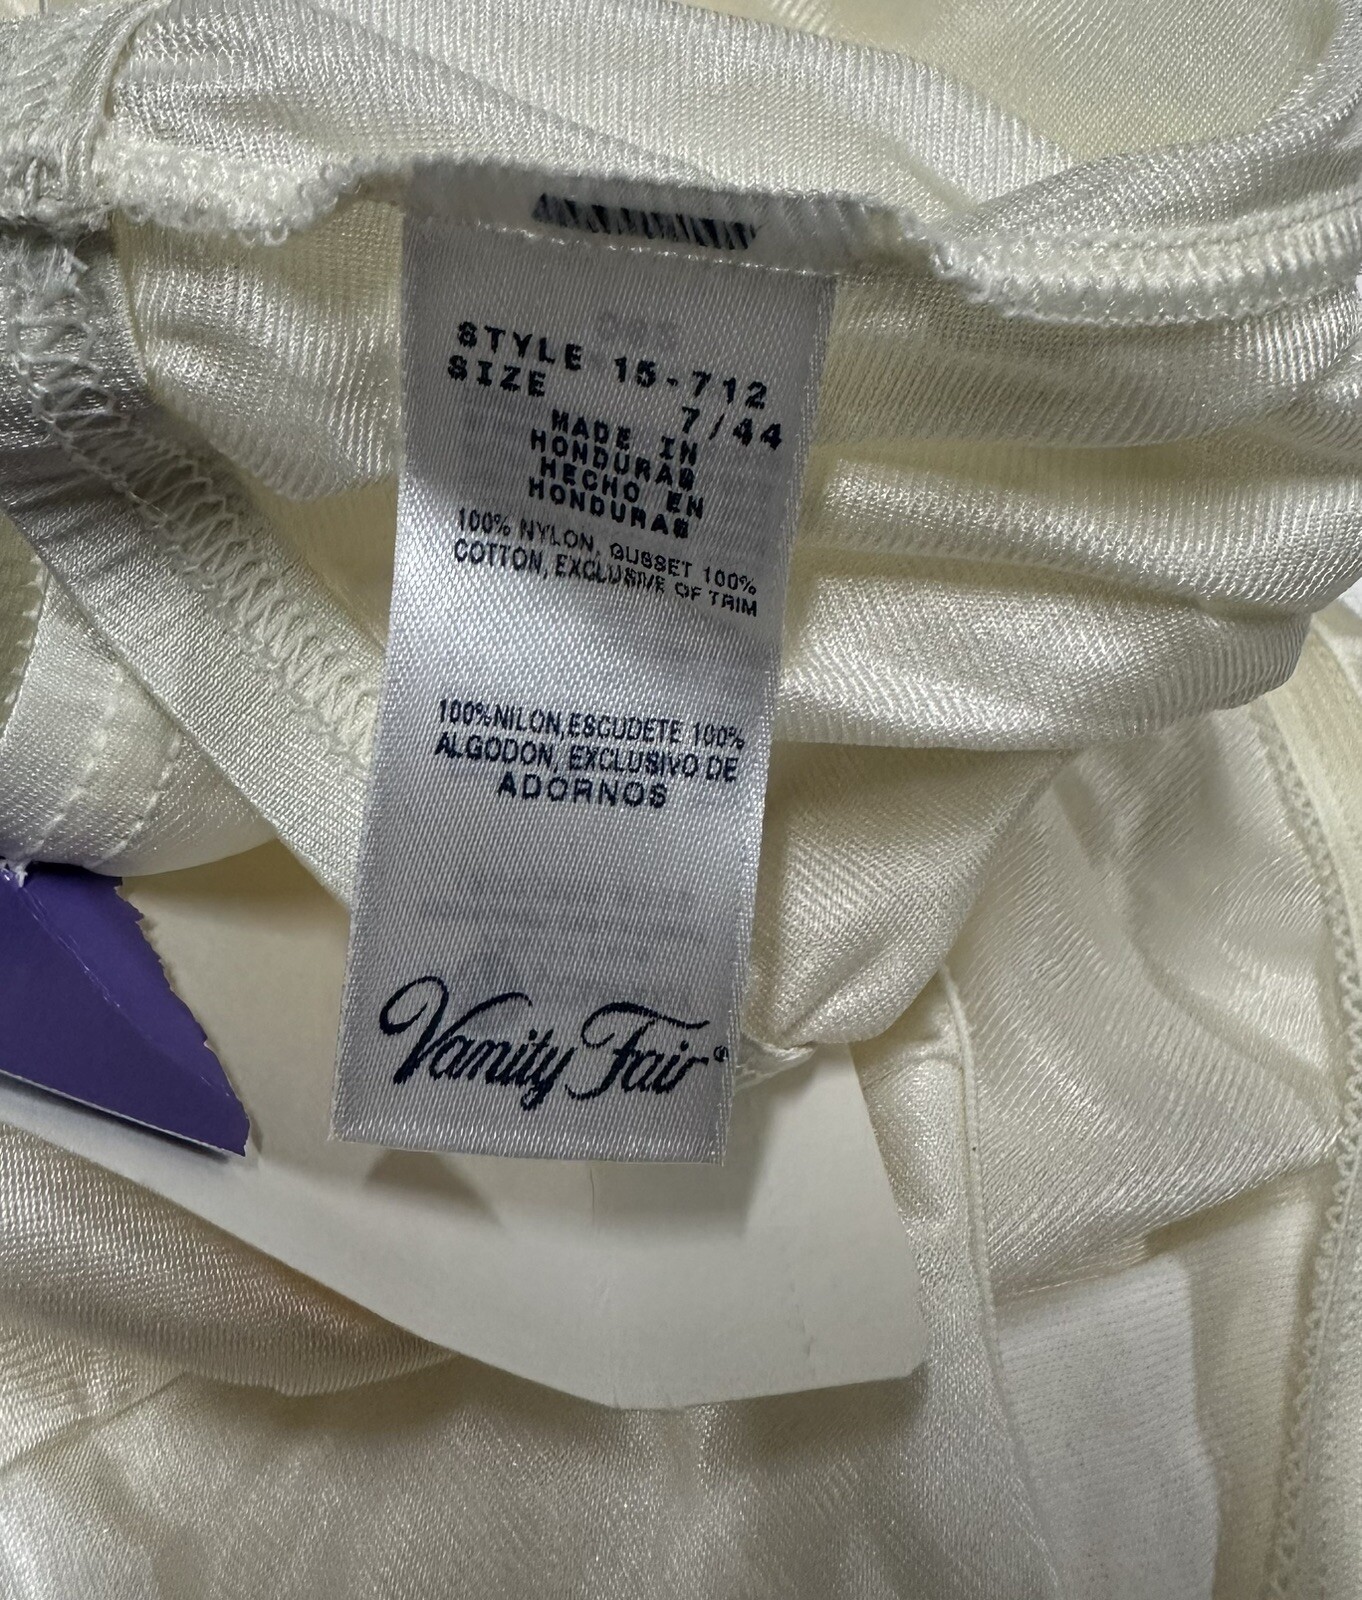 STYLE 15-712
SIZE 7/44
MADE IN
HONDURAS
HECHO EN
HONDURAS
100% NYLON, GUSSET 100%
COTTON, EXCLUSIVE OF TRIM
100%NILON,ESCUDETE 100%
ALGODON, EXCLUSIVO DE
ADORNOS
Vanity Fair®